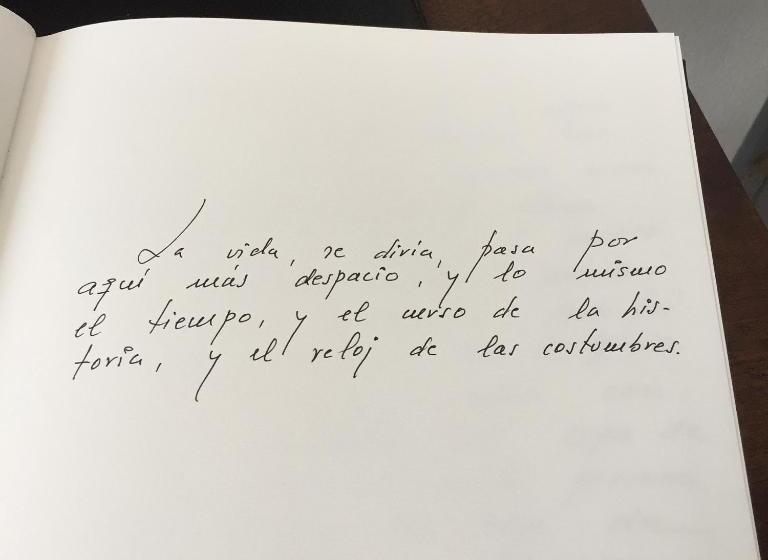 La vida, se diría, pasa por
aquí más despacio, y lo mismo
el tiempo, y el curso de la his-
toria, y el reloj de las costumbres.